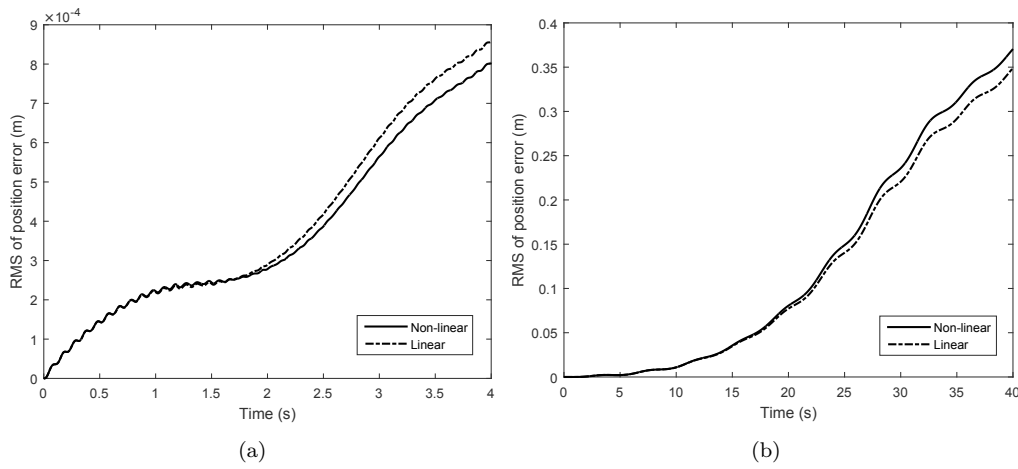 ×10⁻⁴
9
8
7
6
5
4
3
2
1
0
RMS of position error (m)
0 0.5 1 1.5 2 2.5 3 3.5 4
Time (s)
Non-linear
Linear
(a)
0.4
0.35
0.3
0.25
0.2
0.15
0.1
0.05
0
RMS of position error (m)
0 5 10 15 20 25 30 35 40
Time (s)
Non-linear
Linear
(b)